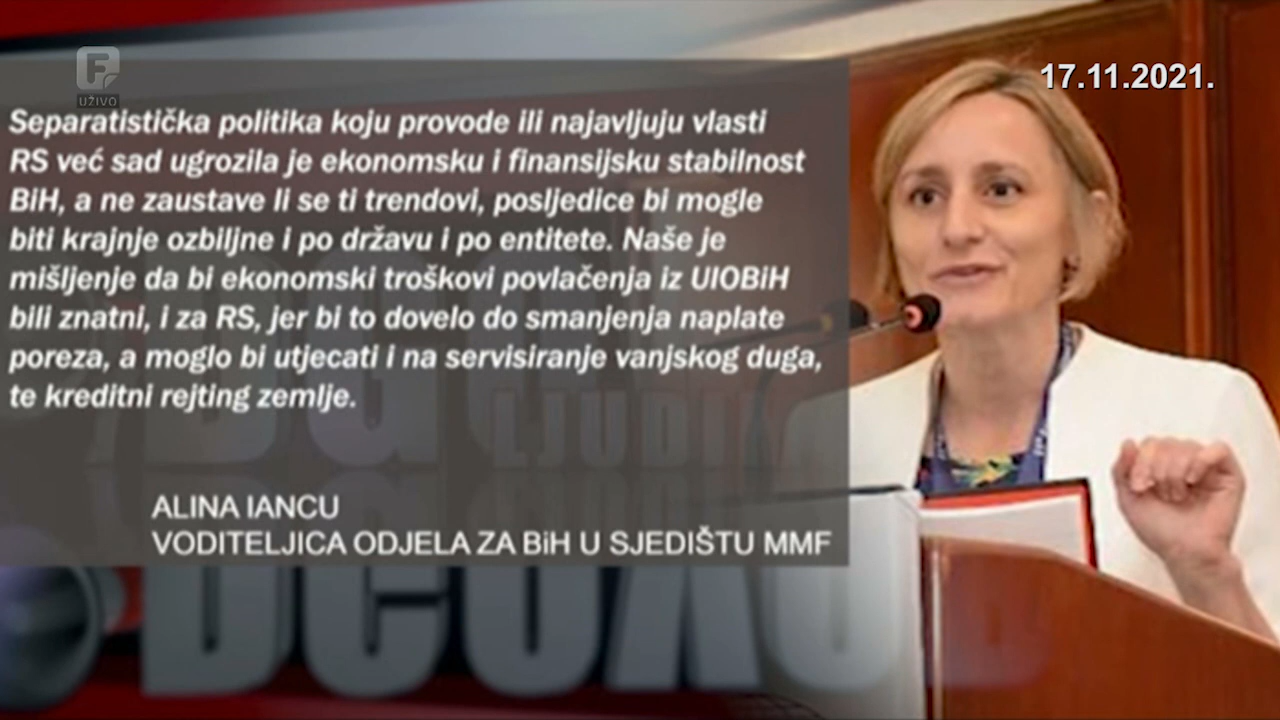 F
UŽIVO
17.11.2021.
Separatistička politika koju provode ili najavljuju vlasti
RS već sad ugrozila je ekonomsku i finansijsku stabilnost
BiH, a ne zaustave li se ti trendovi, posljedice bi mogle
biti krajnje ozbiljne i po državu i po entitete. Naše je
mišljenje da bi ekonomski troškovi povlačenja iz UIOBiH
bili znatni, i za RS, jer bi to dovelo do smanjenja naplate
poreza, a moglo bi utjecati i na servisiranje vanjskog duga,
te kreditni rejting zemlje.
LJUDI
ALINA IANCU
VODITELJICA ODJELA ZA BiH U SJEDIŠTU MMF